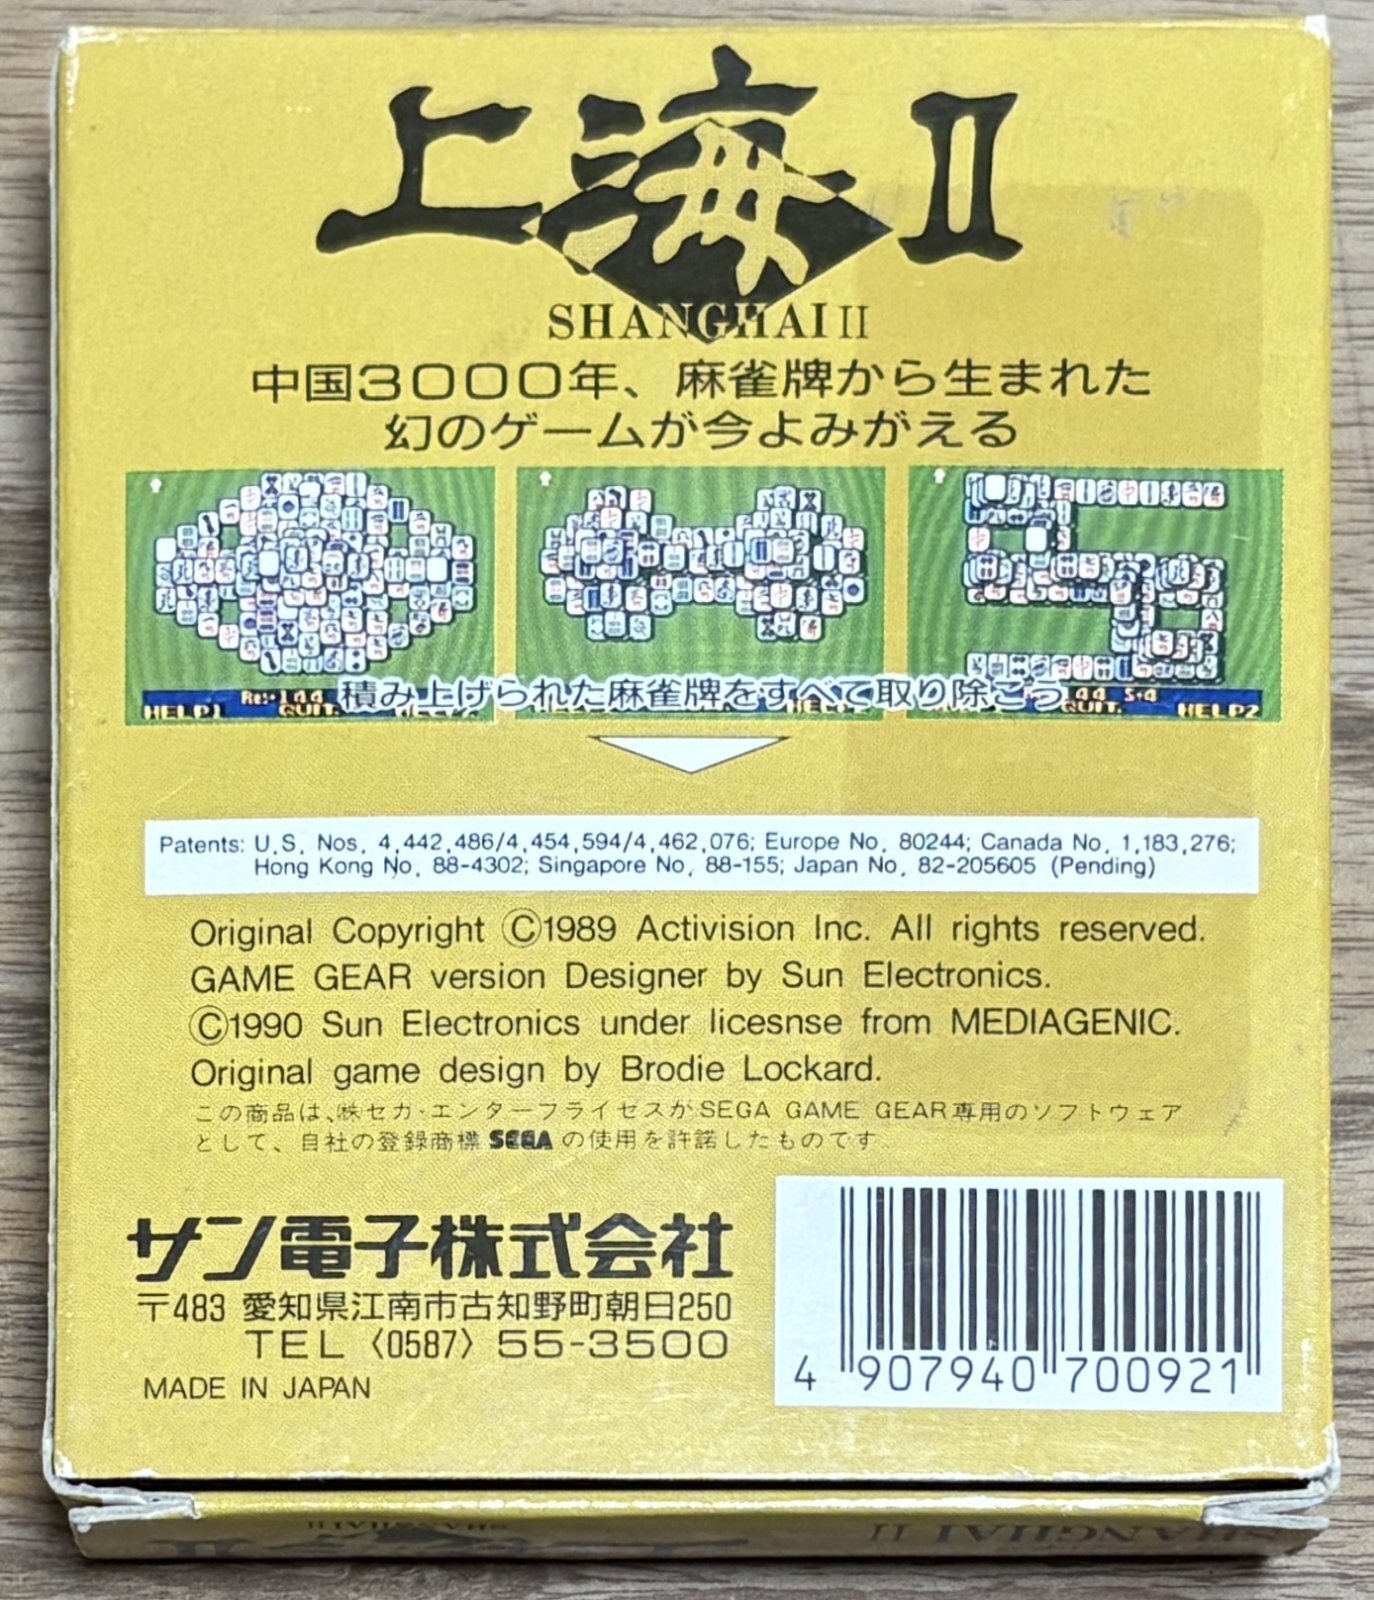 上海II
SHANGHAI II
中国3000年、麻雀牌から生まれた
幻のゲームが今よみがえる
積み上げられた麻雀牌をすべて取り除こう
HELP1 Re:144 QUIT. 44 S:4 QUIT. HELP2
Patents: U.S. Nos. 4,442,486/4,454,594/4,462,076; Europe No. 80244; Canada No. 1,183,276;
Hong Kong No. 88-4302; Singapore No. 88-155; Japan No. 82-205605 (Pending)
Original Copyright ©1989 Activision Inc. All rights reserved.
GAME GEAR version Designer by Sun Electronics.
©1990 Sun Electronics under licesnse from MEDIAGENIC.
Original game design by Brodie Lockard.
この商品は、㈱セガ・エンタープライゼスがSEGA GAME GEAR専用のソフトウェア
として、自社の登録商標SEGAの使用を許諾したものです
サン電子株式会社
〒483 愛知県江南市古知野町朝日250
TEL〈0587〉55-3500
MADE IN JAPAN
4 907940 700921
SHANGHAI II
SHANGHAI II